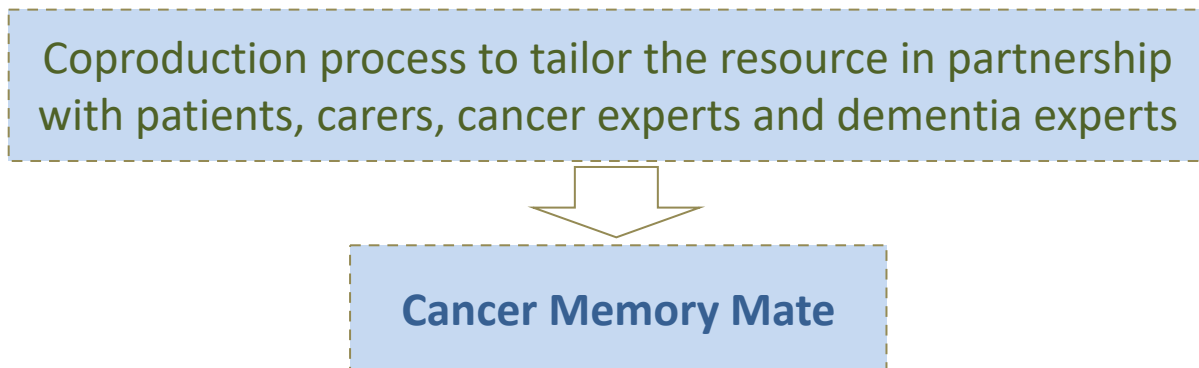 Coproduction process to tailor the resource in partnership
with patients, carers, cancer experts and dementia experts
Cancer Memory Mate